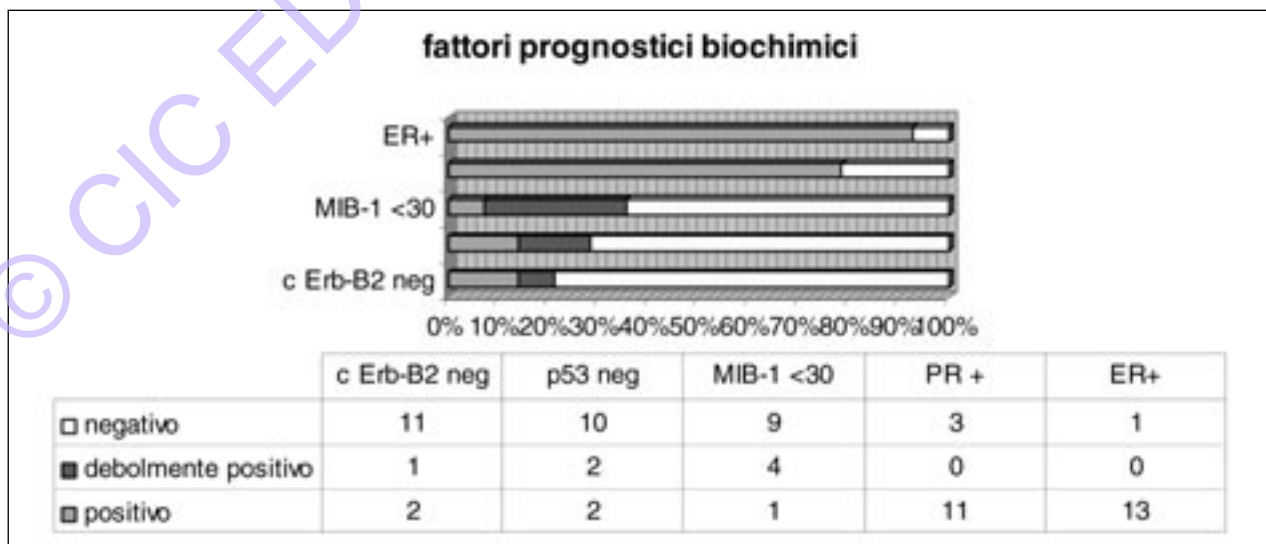 fattori prognostici biochimici
ER+
MIB-1 <30
c Erb-B2 neg
0% 10%20%30%40%50%60%70%80%90%100%
c Erb-B2 neg p53 neg MIB-1 <30 PR + ER+
negativo 11 10 9 3 1
debolmente positivo 1 2 4 0 0
positivo 2 2 1 11 13
© CIC ED